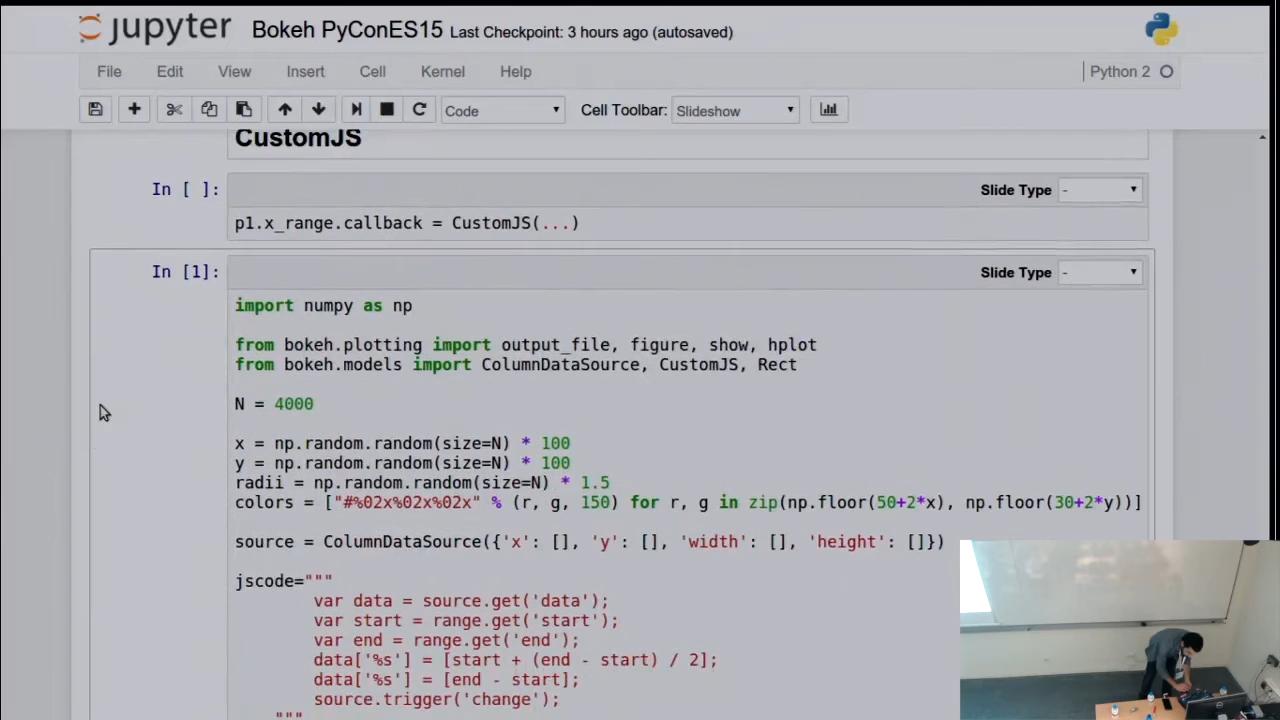 jupyter Bokeh PyConES15 Last Checkpoint: 3 hours ago (autosaved)
File Edit View Insert Cell Kernel Help Python 2
Code Cell Toolbar: Slideshow
CustomJS
In [ ]: Slide Type -
p1.x_range.callback = CustomJS(...)
In [1]: Slide Type -
import numpy as np
from bokeh.plotting import output_file, figure, show, hplot
from bokeh.models import ColumnDataSource, CustomJS, Rect
N = 4000
x = np.random.random(size=N) * 100
y = np.random.random(size=N) * 100
radii = np.random.random(size=N) * 1.5
colors = ["#%02x%02x%02x" % (r, g, 150) for r, g in zip(np.floor(50+2*x), np.floor(30+2*y))]
source = ColumnDataSource({'x': [], 'y': [], 'width': [], 'height': []})
jscode="""
var data = source.get('data');
var start = range.get('start');
var end = range.get('end');
data['%s'] = [start + (end - start) / 2];
data['%s'] = [end - start];
source.trigger('change');
"""